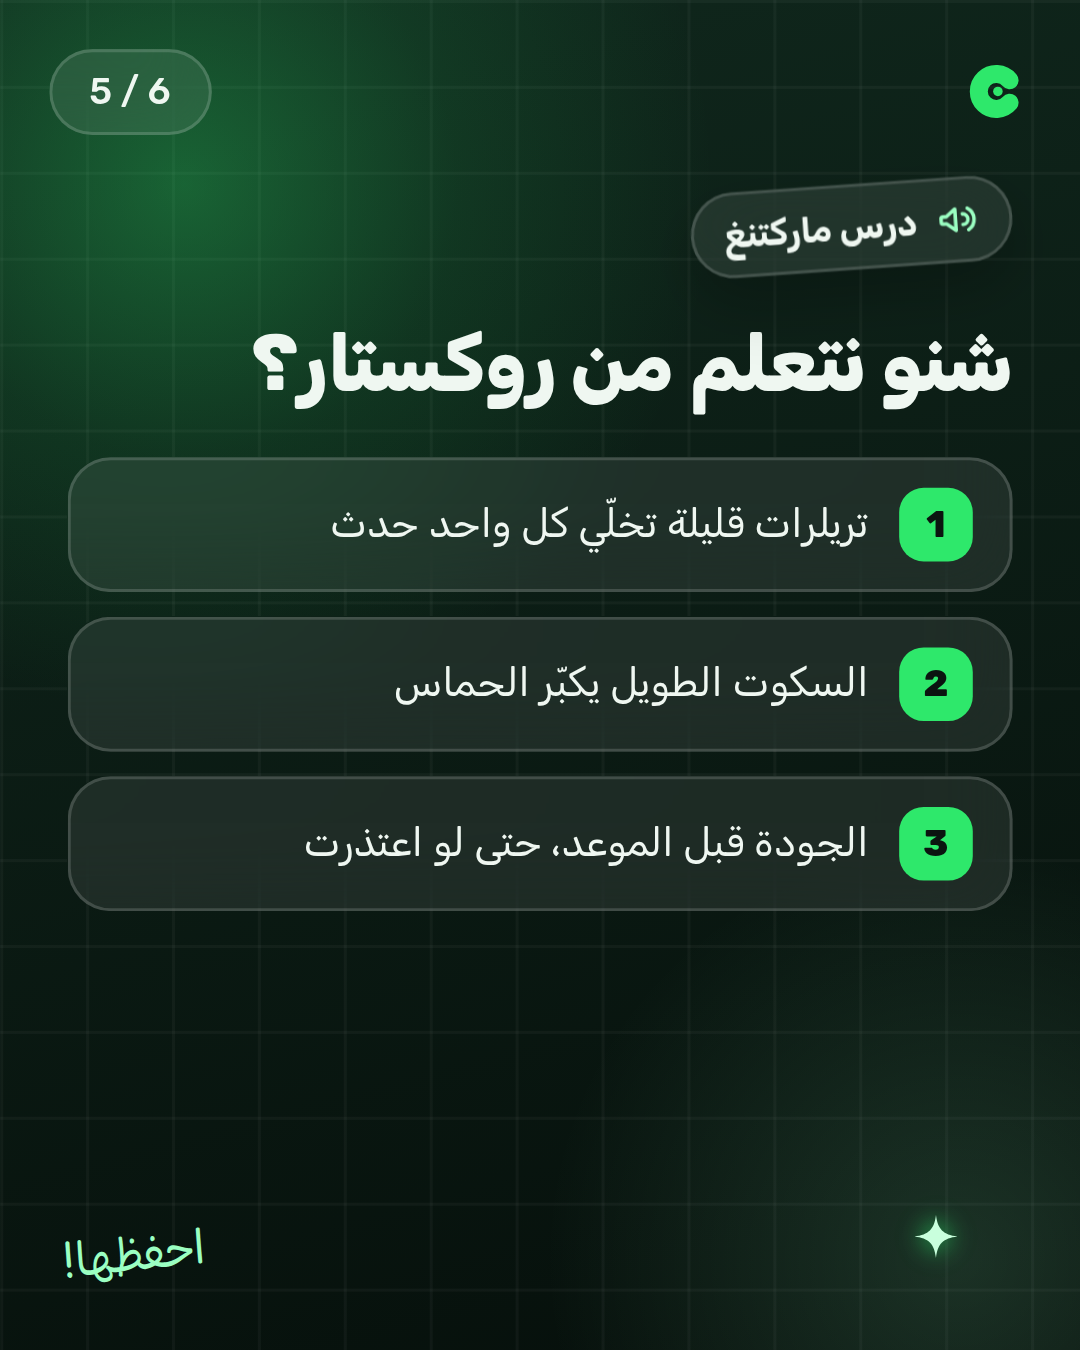 5 / 6
درس ماركتنغ
شنو نتعلم من روكستار؟
1 تريلرات قليلة تخلّي كل واحد حدث
2 السكوت الطويل يكبّر الحماس
3 الجودة قبل الموعد، حتى لو اعتذرت
احفظها!